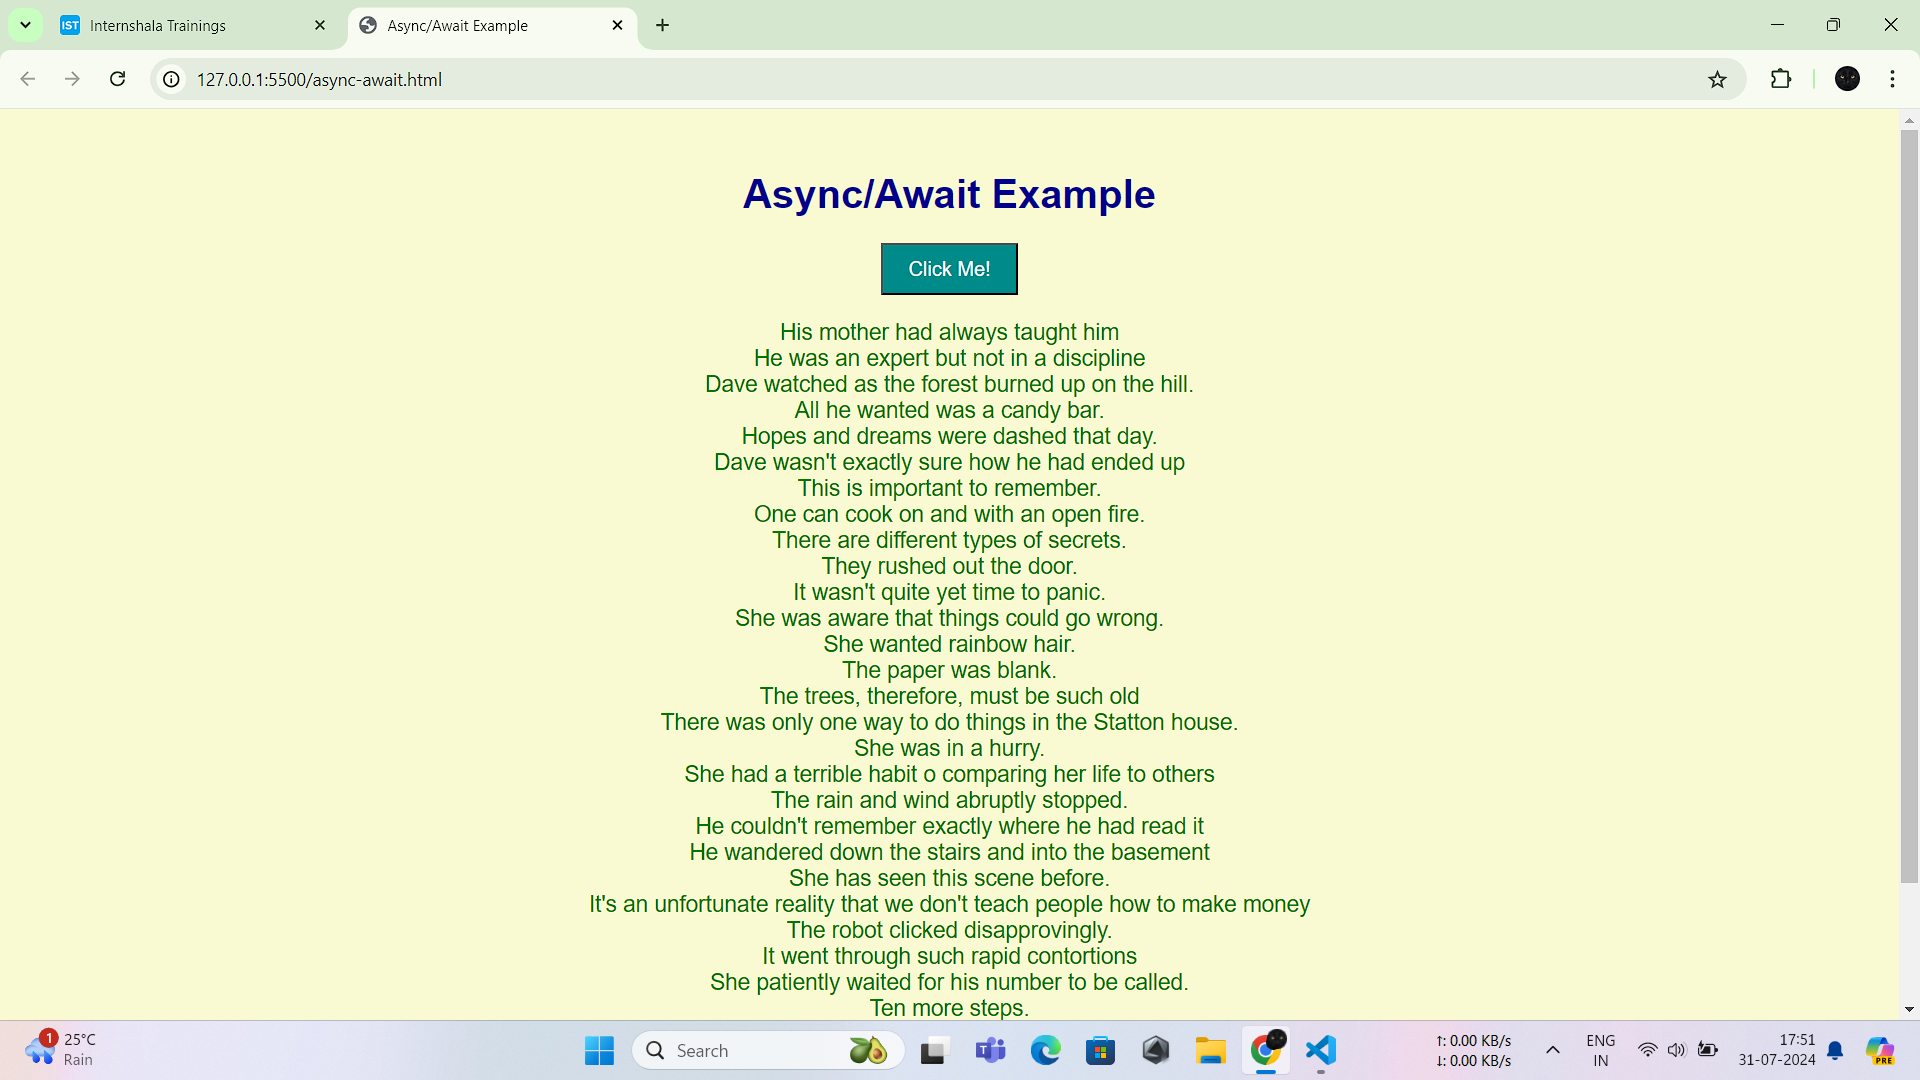 Internshala Trainings
Async/Await Example
127.0.0.1:5500/async-await.html
Async/Await Example
Click Me!
His mother had always taught him
He was an expert but not in a discipline
Dave watched as the forest burned up on the hill.
All he wanted was a candy bar.
Hopes and dreams were dashed that day.
Dave wasn't exactly sure how he had ended up
This is important to remember.
One can cook on and with an open fire.
There are different types of secrets.
They rushed out the door.
It wasn't quite yet time to panic.
She was aware that things could go wrong.
She wanted rainbow hair.
The paper was blank.
The trees, therefore, must be such old
There was only one way to do things in the Statton house.
She was in a hurry.
She had a terrible habit o comparing her life to others
The rain and wind abruptly stopped.
He couldn't remember exactly where he had read it
He wandered down the stairs and into the basement
She has seen this scene before.
It's an unfortunate reality that we don't teach people how to make money
The robot clicked disapprovingly.
It went through such rapid contortions
She patiently waited for his number to be called.
Ten more steps.
1
25°C
Rain
Search
↑: 0.00 KB/s
↓: 0.00 KB/s
ENG
IN
17:51
31-07-2024
IST
PRE